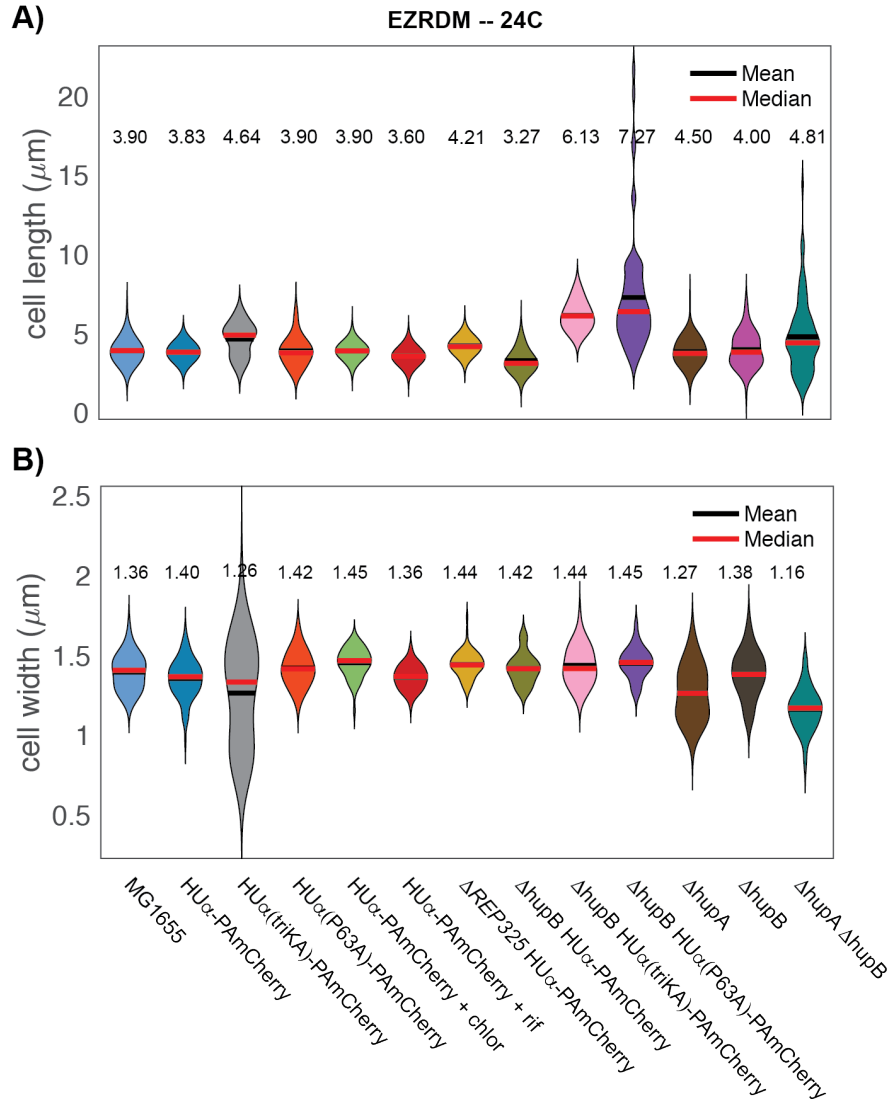 A)
EZRDM -- 24C
cell length (μm)
20
15
10
5
0
Mean
Median
3.90 3.83 4.64 3.90 3.90 3.60 4.21 3.27 6.13 7.27 4.50 4.00 4.81
B)
cell width (μm)
2.5
2
1.5
1
0.5
Mean
Median
1.36 1.40 1.26 1.42 1.45 1.36 1.44 1.42 1.44 1.45 1.27 1.38 1.16
MG1655
HUα-PAmCherry
HUα(triKA)-PAmCherry
HUα(P63A)-PAmCherry
HUα-PAmCherry + chlor
HUα-PAmCherry + rif
ΔREP325 HUα-PAmCherry
ΔhupB HUα-PAmCherry
ΔhupB HUα(triKA)-PAmCherry
ΔhupB HUα(P63A)-PAmCherry
ΔhupA
ΔhupB
ΔhupA ΔhupB